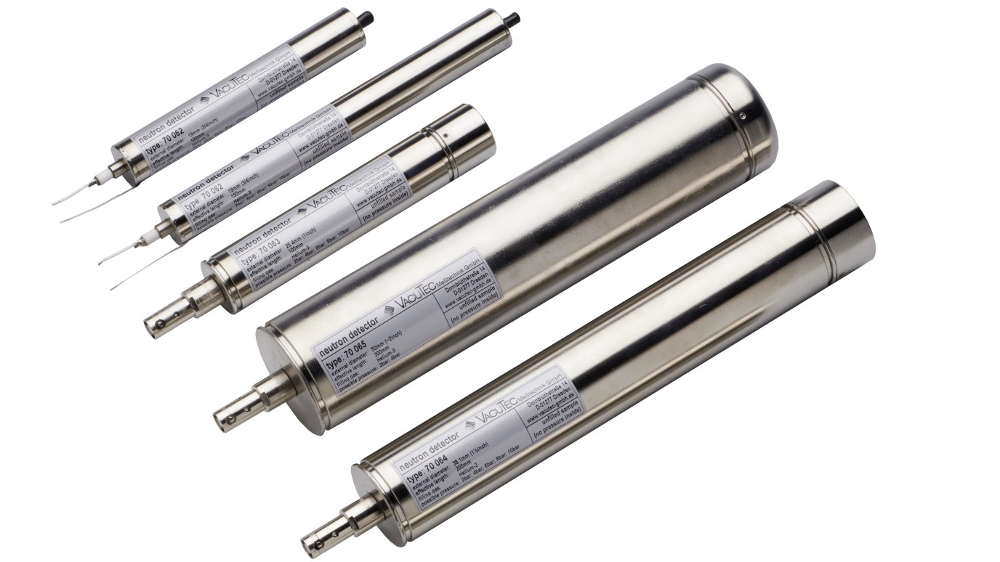 neutron detector VACUTEC Meßtechnik GmbH
type: 70 062
external diameter: 19mm (3/4inch)
effective length: 100mm
filling gas:
Dornblüthstraße 14
D-01277 Dresden
www.vacutec-gmbh.de
unfilled sample
(no pressure inside)
neutron detector VACUTEC Meßtechnik GmbH
type: 70 062
external diameter: 19mm (3/4inch)
effective length: 150mm
filling gas: Helium-3
possible pressure: 2bar, 4bar, 6bar, 8bar, 10bar
Dornblüthstraße 14
D-01277 Dresden
www.vacutec-gmbh.de
unfilled sample
(no pressure inside)
neutron detector VACUTEC Meßtechnik GmbH
type: 70 063
external diameter: 25,4mm (1inch)
effective length: 100mm
filling gas: Helium-3
possible pressure: 2bar, 4bar, 6bar, 8bar, 10bar
Dornblüthstraße 14
D-01277 Dresden
www.vacutec-gmbh.de
unfilled sample
(no pressure inside)
neutron detector VACUTEC Meßtechnik GmbH
type: 70 065
external diameter: 50mm (~2inch)
effective length: 200mm
filling gas: Helium-3
possible pressure: 2bar, 4bar
Dornblüthstraße 14
D-01277 Dresden
www.vacutec-gmbh.de
unfilled sample
(no pressure inside)
neutron detector VACUTEC Meßtechnik GmbH
type: 70 064
external diameter: 38,1mm (1½inch)
effective length: 200mm
filling gas: Helium-3
possible pressure: 2bar, 4bar, 6bar, 8bar, 10bar
Dornblüthstraße 14
D-01277 Dresden
www.vacutec-gmbh.de
unfilled sample
(no pressure inside)